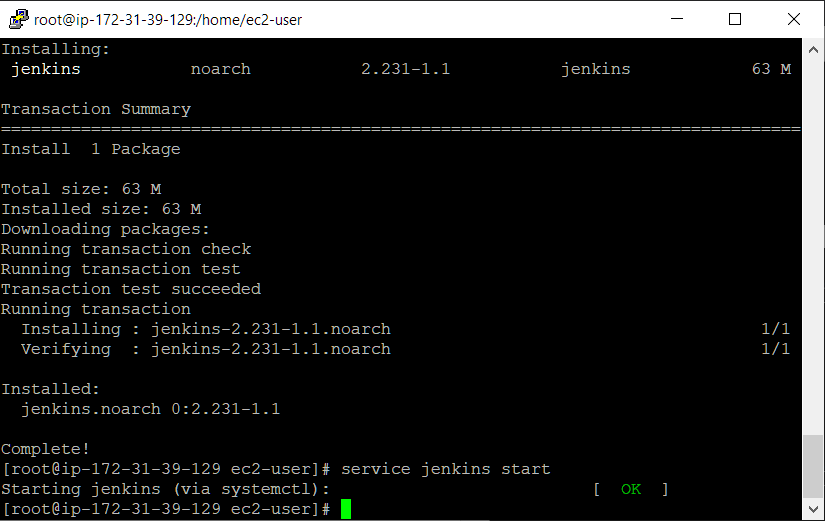 root@ip-172-31-39-129:/home/ec2-user
Installing:
 jenkins           noarch           2.231-1.1           jenkins            63 M

Transaction Summary
================================================================================
Install  1 Package

Total size: 63 M
Installed size: 63 M
Downloading packages:
Running transaction check
Running transaction test
Transaction test succeeded
Running transaction
  Installing : jenkins-2.231-1.1.noarch                                     1/1
  Verifying  : jenkins-2.231-1.1.noarch                                     1/1

Installed:
  jenkins.noarch 0:2.231-1.1

Complete!
[root@ip-172-31-39-129 ec2-user]# service jenkins start
Starting jenkins (via systemctl):                          [  OK  ]
[root@ip-172-31-39-129 ec2-user]#